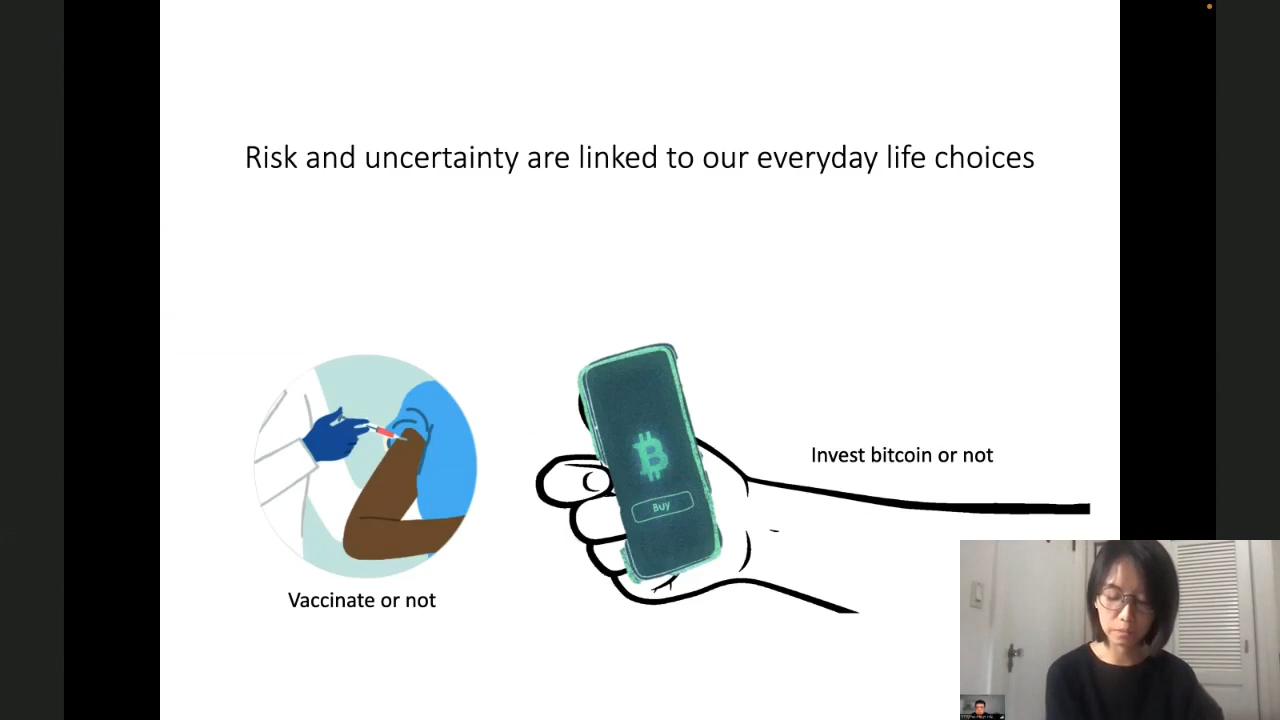 Risk and uncertainty are linked to our everyday life choices
Invest bitcoin or not
Buy
Vaccinate or not